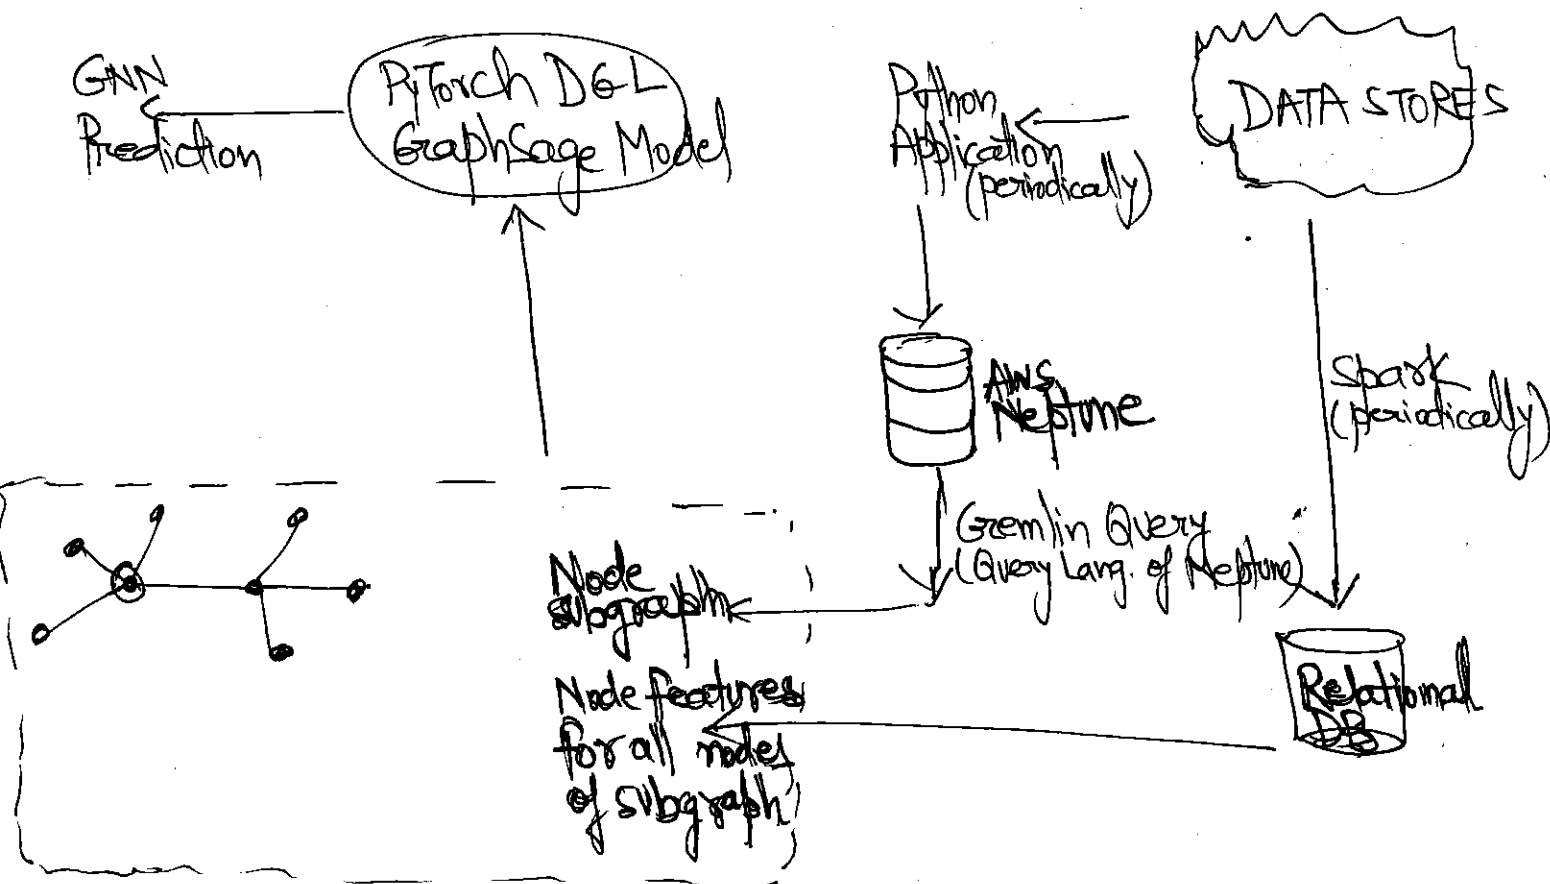 GNN
Prediction
PyTorch DGL
GraphSage Model
Python
Application
(periodically)
DATA STORES
AWS
Neptune
Spark
(periodically)
Gremlin Query
(Query Lang. of Neptune)
Node
subgraph
Node features
for all nodes
of subgraph
Relational
DB